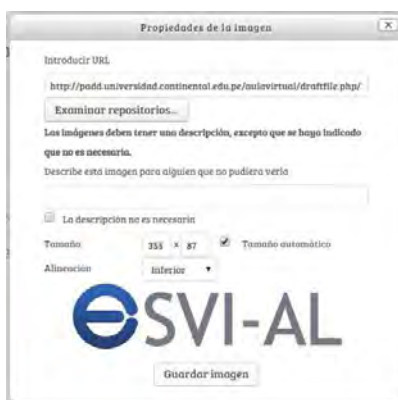 Propiedades de la imagen
X
Introducir URL
http://padd.universidad.continental.edu.pe/aulavirtual/draftfile.php/
Examinar repositorios...
Las imágenes deben tener una descripción, excepto que se haya indicado
que no es necesaria.
Describe esta imagen para alguien que no pudiera verla
La descripción no es necesaria
Tamaño 355 x 87 Tamaño automático
Alineación Inferior
eSVI-AL
Guardar imagen